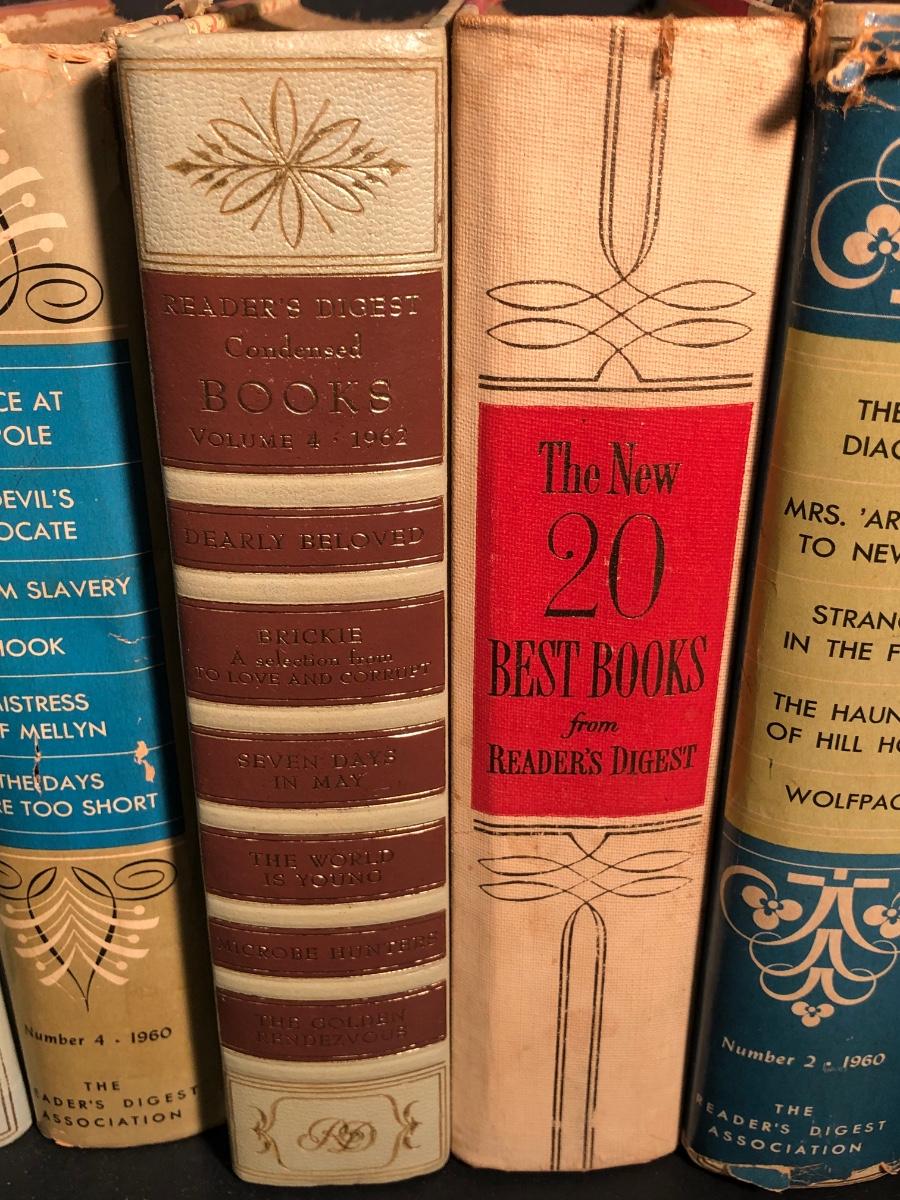 CE AT
POLE
DEVIL'S
OCATE
M SLAVERY
HOOK
MISTRESS
F MELLYN
THE DAYS
RE TOO SHORT
Number 4 · 1960
THE
READER'S DIGEST
ASSOCIATION
READER'S DIGEST
Condensed
BOOKS
VOLUME 4 · 1962
DEARLY BELOVED
BRICKIE
A selection from
TO LOVE AND CORRUPT
SEVEN DAYS
IN MAY
THE WORLD
IS YOUNG
MICROBE HUNTERS
THE GOLDEN
RENDEZVOUS
RD
The New
20
BEST BOOKS
from
READER'S DIGEST
THE
DIAG
MRS. 'AR
TO NEW
STRANG
IN THE F
THE HAUN
OF HILL HO
WOLFPAC
Number 2 · 1960
THE
READER'S DIGEST
ASSOCIATION